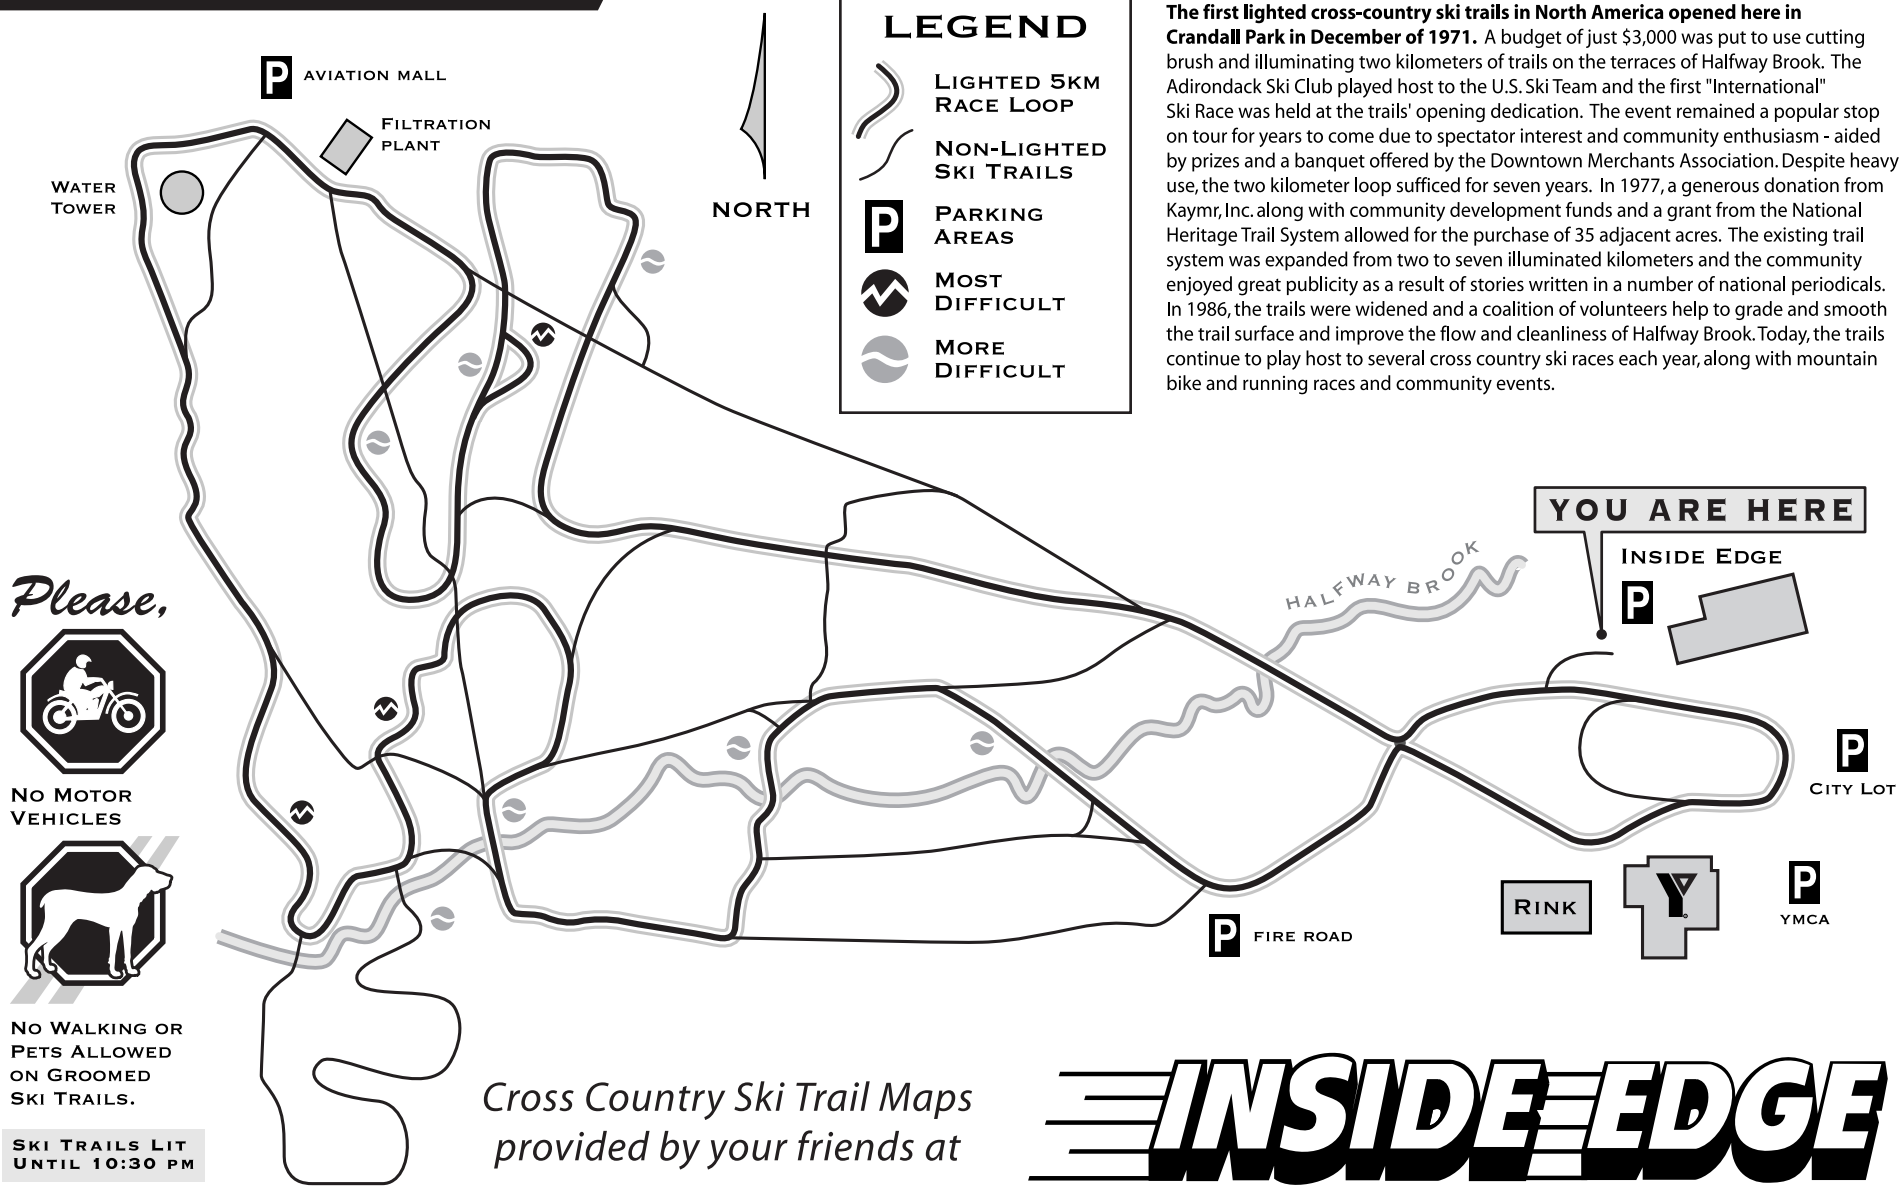 The first lighted cross-country ski trails in North America opened here in
Crandall Park in December of 1971. A budget of just $3,000 was put to use cutting
brush and illuminating two kilometers of trails on the terraces of Halfway Brook. The
Adirondack Ski Club played host to the U.S. Ski Team and the first "International"
Ski Race was held at the trails' opening dedication. The event remained a popular stop
on tour for years to come due to spectator interest and community enthusiasm - aided
by prizes and a banquet offered by the Downtown Merchants Association. Despite heavy
use, the two kilometer loop sufficed for seven years. In 1977, a generous donation from
Kaymr, Inc. along with community development funds and a grant from the National
Heritage Trail System allowed for the purchase of 35 adjacent acres. The existing trail
system was expanded from two to seven illuminated kilometers and the community
enjoyed great publicity as a result of stories written in a number of national periodicals.
In 1986, the trails were widened and a coalition of volunteers help to grade and smooth
the trail surface and improve the flow and cleanliness of Halfway Brook. Today, the trails
continue to play host to several cross country ski races each year, along with mountain
bike and running races and community events.
LEGEND
LIGHTED 5KM
RACE LOOP
NON-LIGHTED
SKI TRAILS
P
PARKING
AREAS
MOST
DIFFICULT
MORE
DIFFICULT
NORTH
P AVIATION MALL
FILTRATION
PLANT
WATER
TOWER
HALFWAY BROOK
YOU ARE HERE
INSIDE EDGE
P
P
CITY LOT
RINK
Y
P
YMCA
P FIRE ROAD
Please,
NO MOTOR
VEHICLES
NO WALKING OR
PETS ALLOWED
ON GROOMED
SKI TRAILS.
SKI TRAILS LIT
UNTIL 10:30 PM
Cross Country Ski Trail Maps
provided by your friends at
INSIDE EDGE